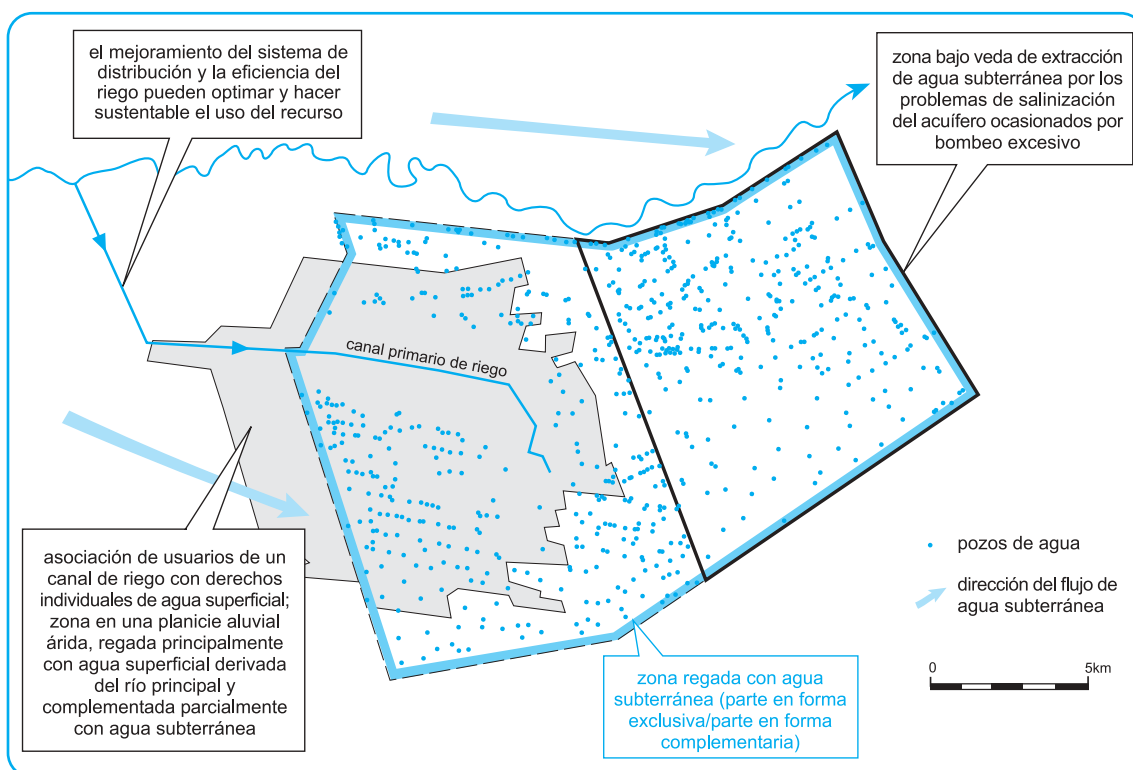 el mejoramiento del sistema de
distribución y la eficiencia del
riego pueden optimar y hacer
sustentable el uso del recurso
zona bajo veda de extracción
de agua subterránea por los
problemas de salinización
del acuífero ocasionados por
bombeo excesivo
canal primario de riego
asociación de usuarios de un
canal de riego con derechos
individuales de agua superficial;
zona en una planicie aluvial
árida, regada principalmente
con agua superficial derivada
del río principal y
complementada parcialmente
con agua subterránea
zona regada con agua
subterránea (parte en forma
exclusiva/parte en forma
complementaria)
pozos de agua
dirección del flujo de
agua subterránea
0 5km